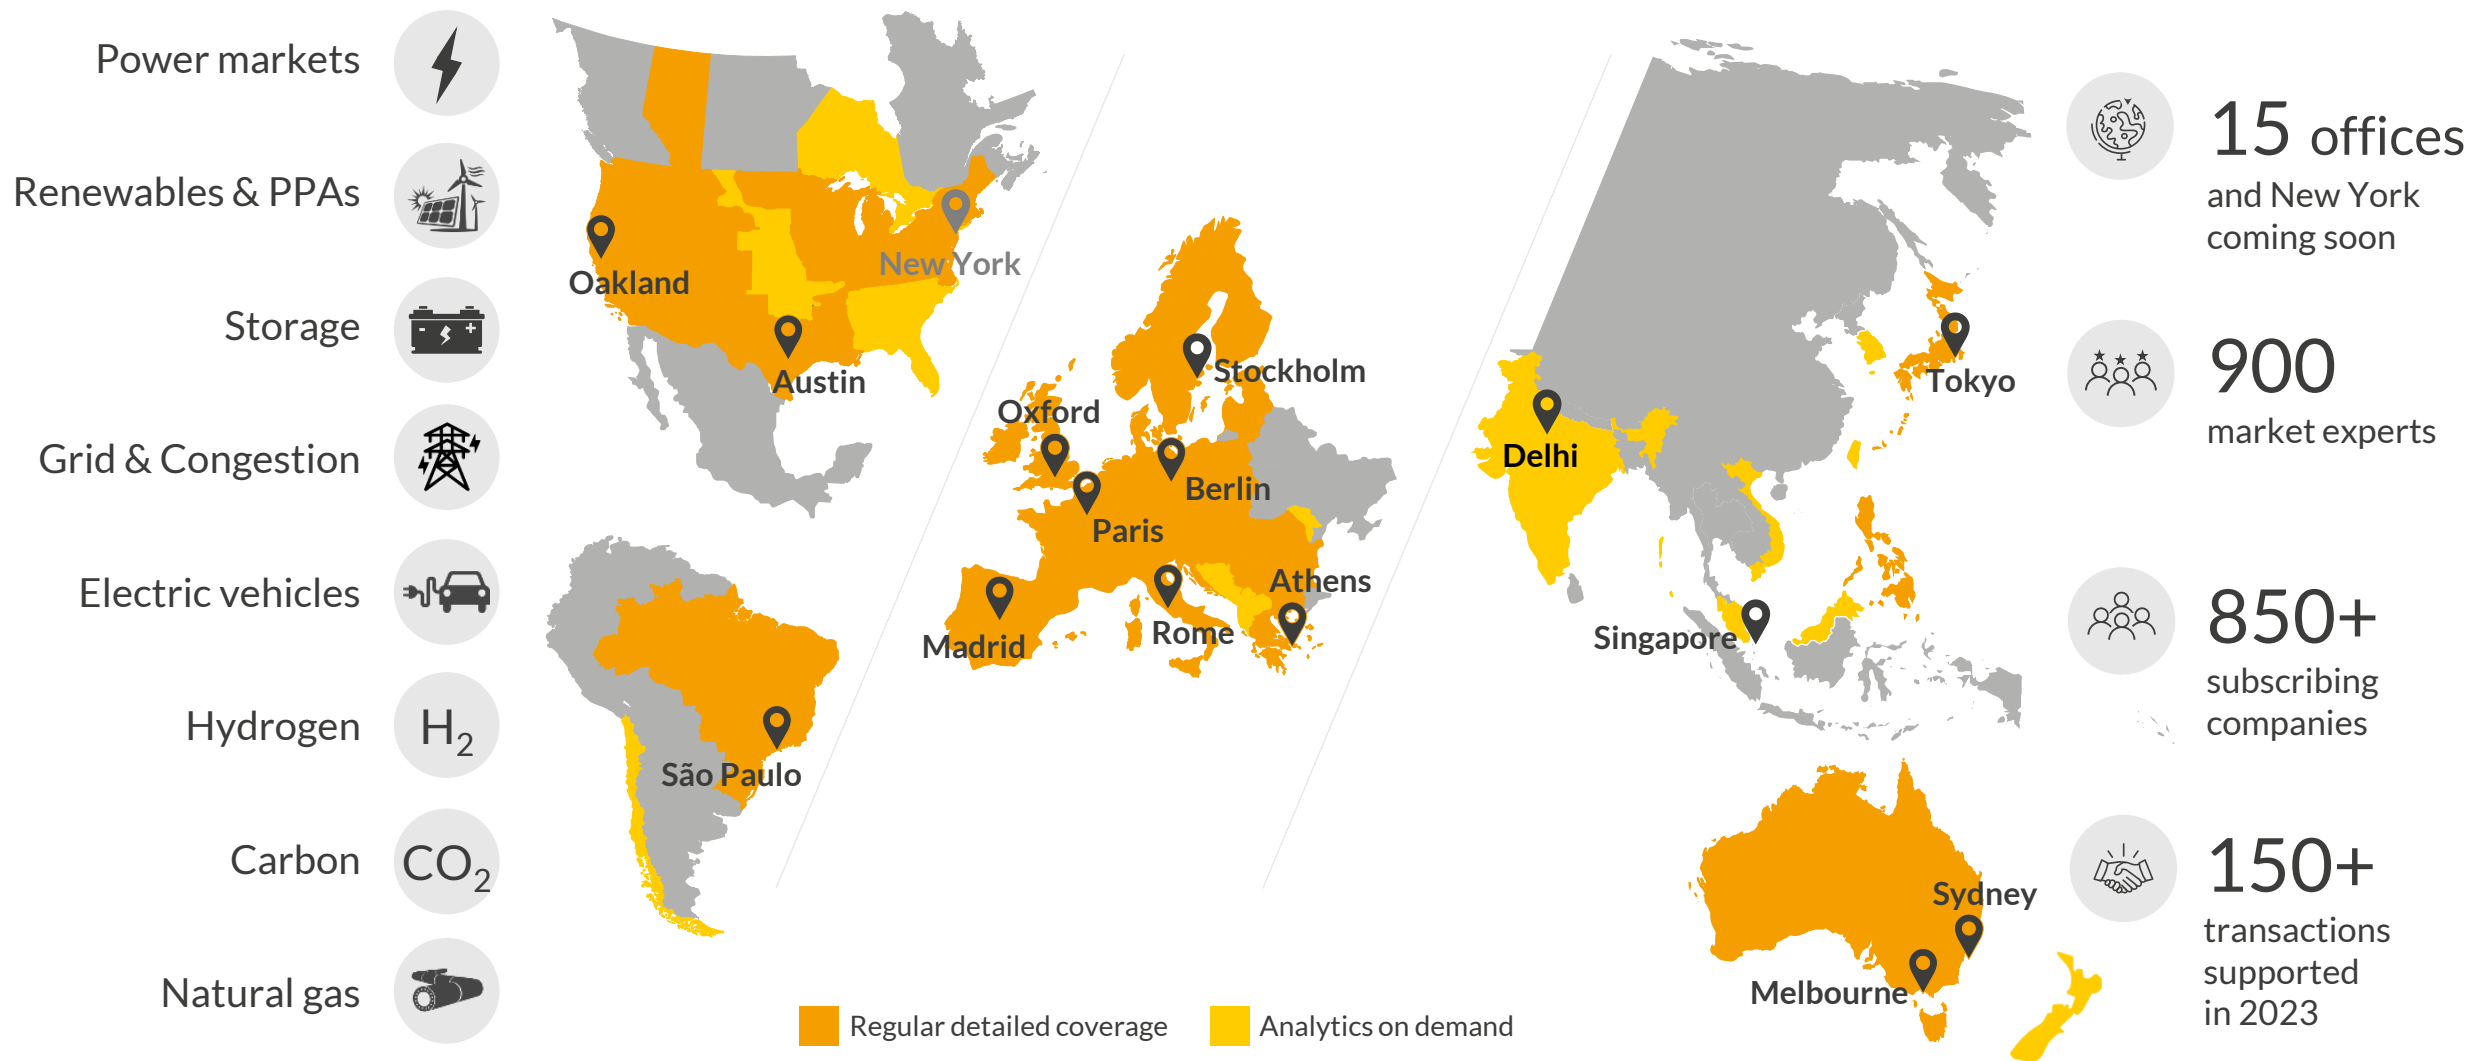 Power markets
Renewables & PPAs
Storage
Grid & Congestion
Electric vehicles
Hydrogen
H2
Carbon
CO2
Natural gas
Oakland
New York
Austin
São Paulo
Stockholm
Oxford
Berlin
Paris
Athens
Madrid
Rome
Delhi
Tokyo
Singapore
Sydney
Melbourne
Regular detailed coverage
Analytics on demand
15 offices
and New York
coming soon
900
market experts
850+
subscribing
companies
150+
transactions
supported
in 2023